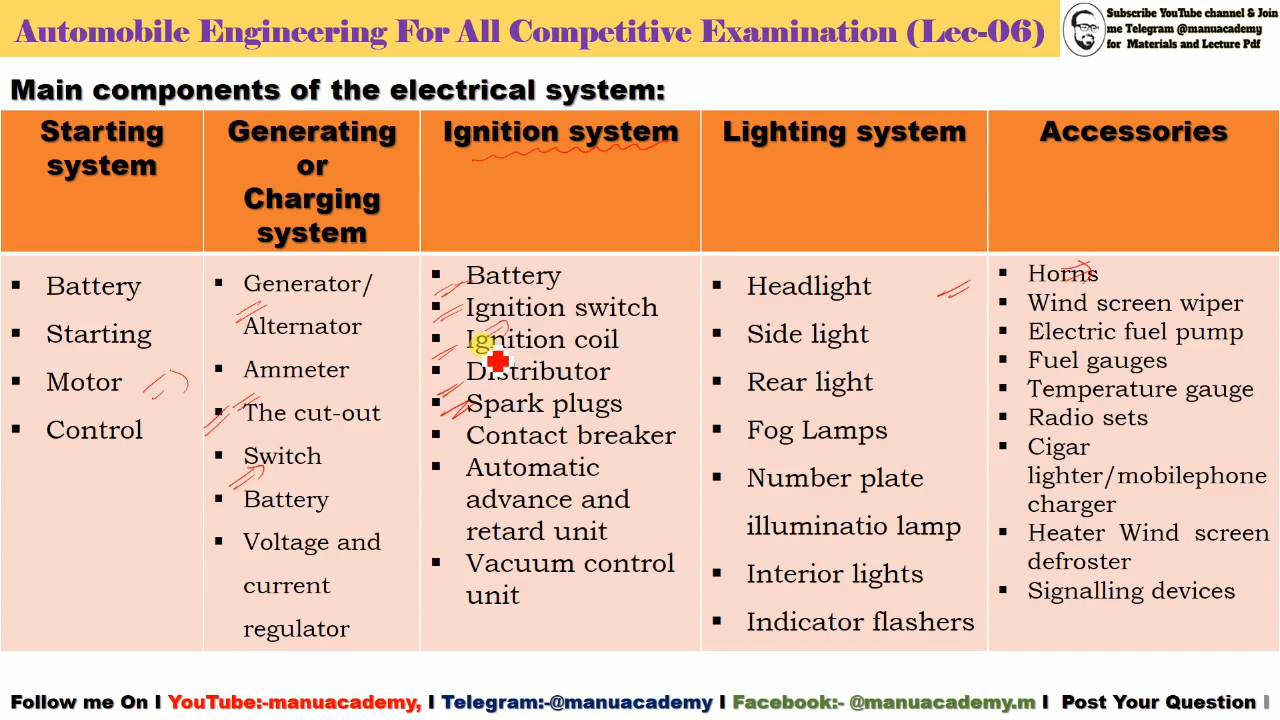 Automobile Engineering For All Competitive Examination (Lec-06)
Subscribe YouTube channel & Join
me Telegram @manuacademy
for Materials and Lecture Pdf
Main components of the electrical system:
Starting
system
Generating
or
Charging
system
Ignition system
Lighting system
Accessories
▪ Battery
▪ Starting
▪ Motor
▪ Control
▪ Generator/
Alternator
▪ Ammeter
▪ The cut-out
▪ Switch
▪ Battery
▪ Voltage and
current
regulator
▪ Battery
▪ Ignition switch
▪ Ignition coil
▪ Distributor
▪ Spark plugs
▪ Contact breaker
▪ Automatic
advance and
retard unit
▪ Vacuum control
unit
▪ Headlight
▪ Side light
▪ Rear light
▪ Fog Lamps
▪ Number plate
illuminatio lamp
▪ Interior lights
▪ Indicator flashers
▪ Horns
▪ Wind screen wiper
▪ Electric fuel pump
▪ Fuel gauges
▪ Temperature gauge
▪ Radio sets
▪ Cigar
lighter/mobilephone
charger
▪ Heater Wind screen
defroster
▪ Signalling devices
Follow me On I YouTube:-manuacademy, I Telegram:-@manuacademy I Facebook:- @manuacademy.m I Post Your Question I